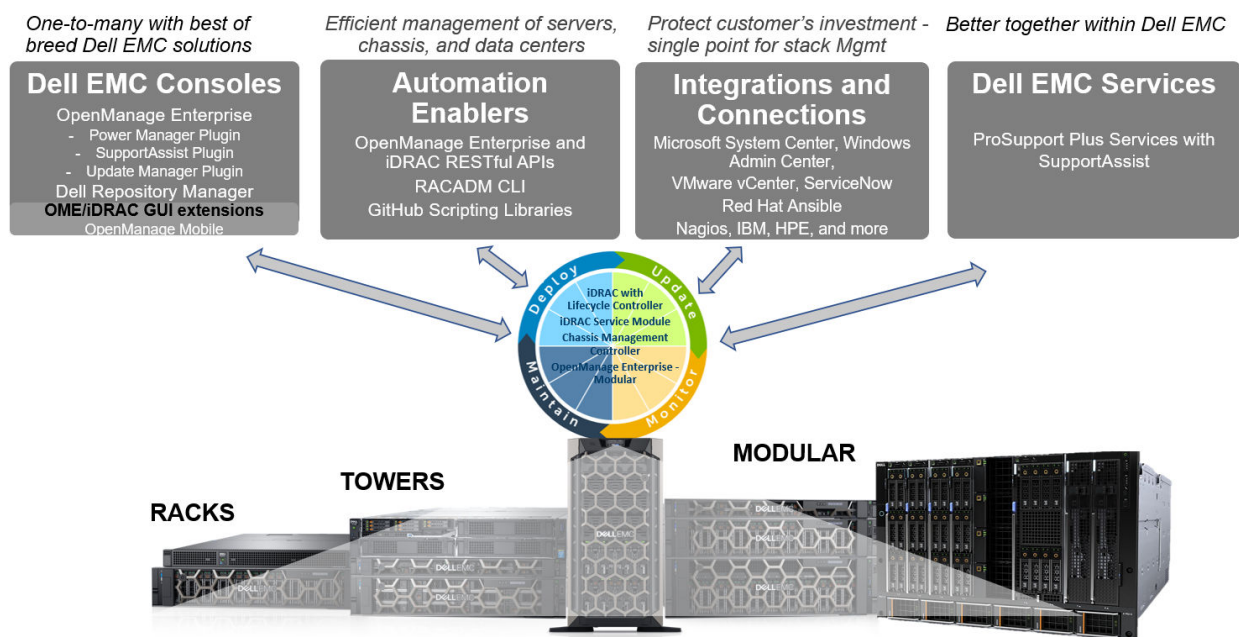 One-to-many with best of
breed Dell EMC solutions
Dell EMC Consoles
OpenManage Enterprise
- Power Manager Plugin
- SupportAssist Plugin
- Update Manager Plugin
Dell Repository Manager
OME/iDRAC GUI extensions
OpenManage Mobile
Efficient management of servers,
chassis, and data centers
Automation
Enablers
OpenManage Enterprise and
iDRAC RESTful APIs
RACADM CLI
GitHub Scripting Libraries
Protect customer's investment -
single point for stack Mgmt
Integrations and
Connections
Microsoft System Center, Windows
Admin Center,
VMware vCenter, ServiceNow
Red Hat Ansible
Nagios, IBM, HPE, and more
Better together within Dell EMC
Dell EMC Services
ProSupport Plus Services with
SupportAssist
Deploy
Update
Maintain
Monitor
iDRAC with
Lifecycle Controller
iDRAC Service Module
Chassis Management
Controller
OpenManage Enterprise -
Modular
RACKS
TOWERS
MODULAR
DELLEMC
DELLEMC
DELLEMC
DELLEMC
DELLEMC
DELLEMC